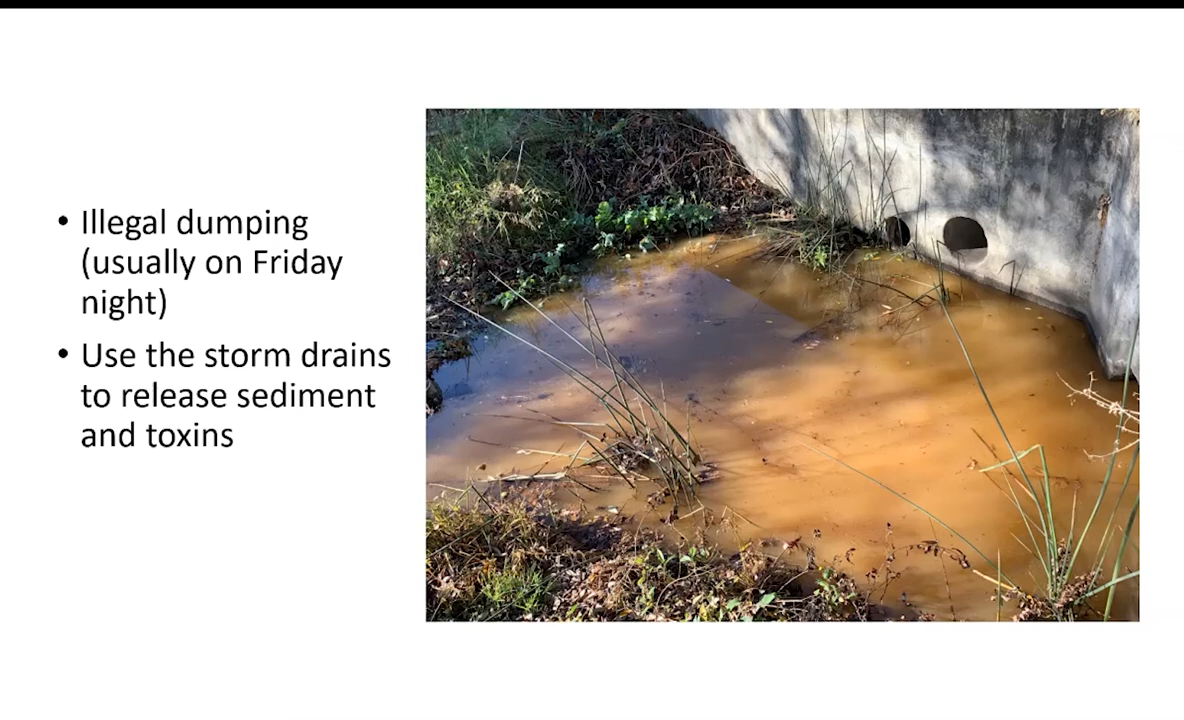 • Illegal dumping
(usually on Friday
night)
• Use the storm drains
to release sediment
and toxins